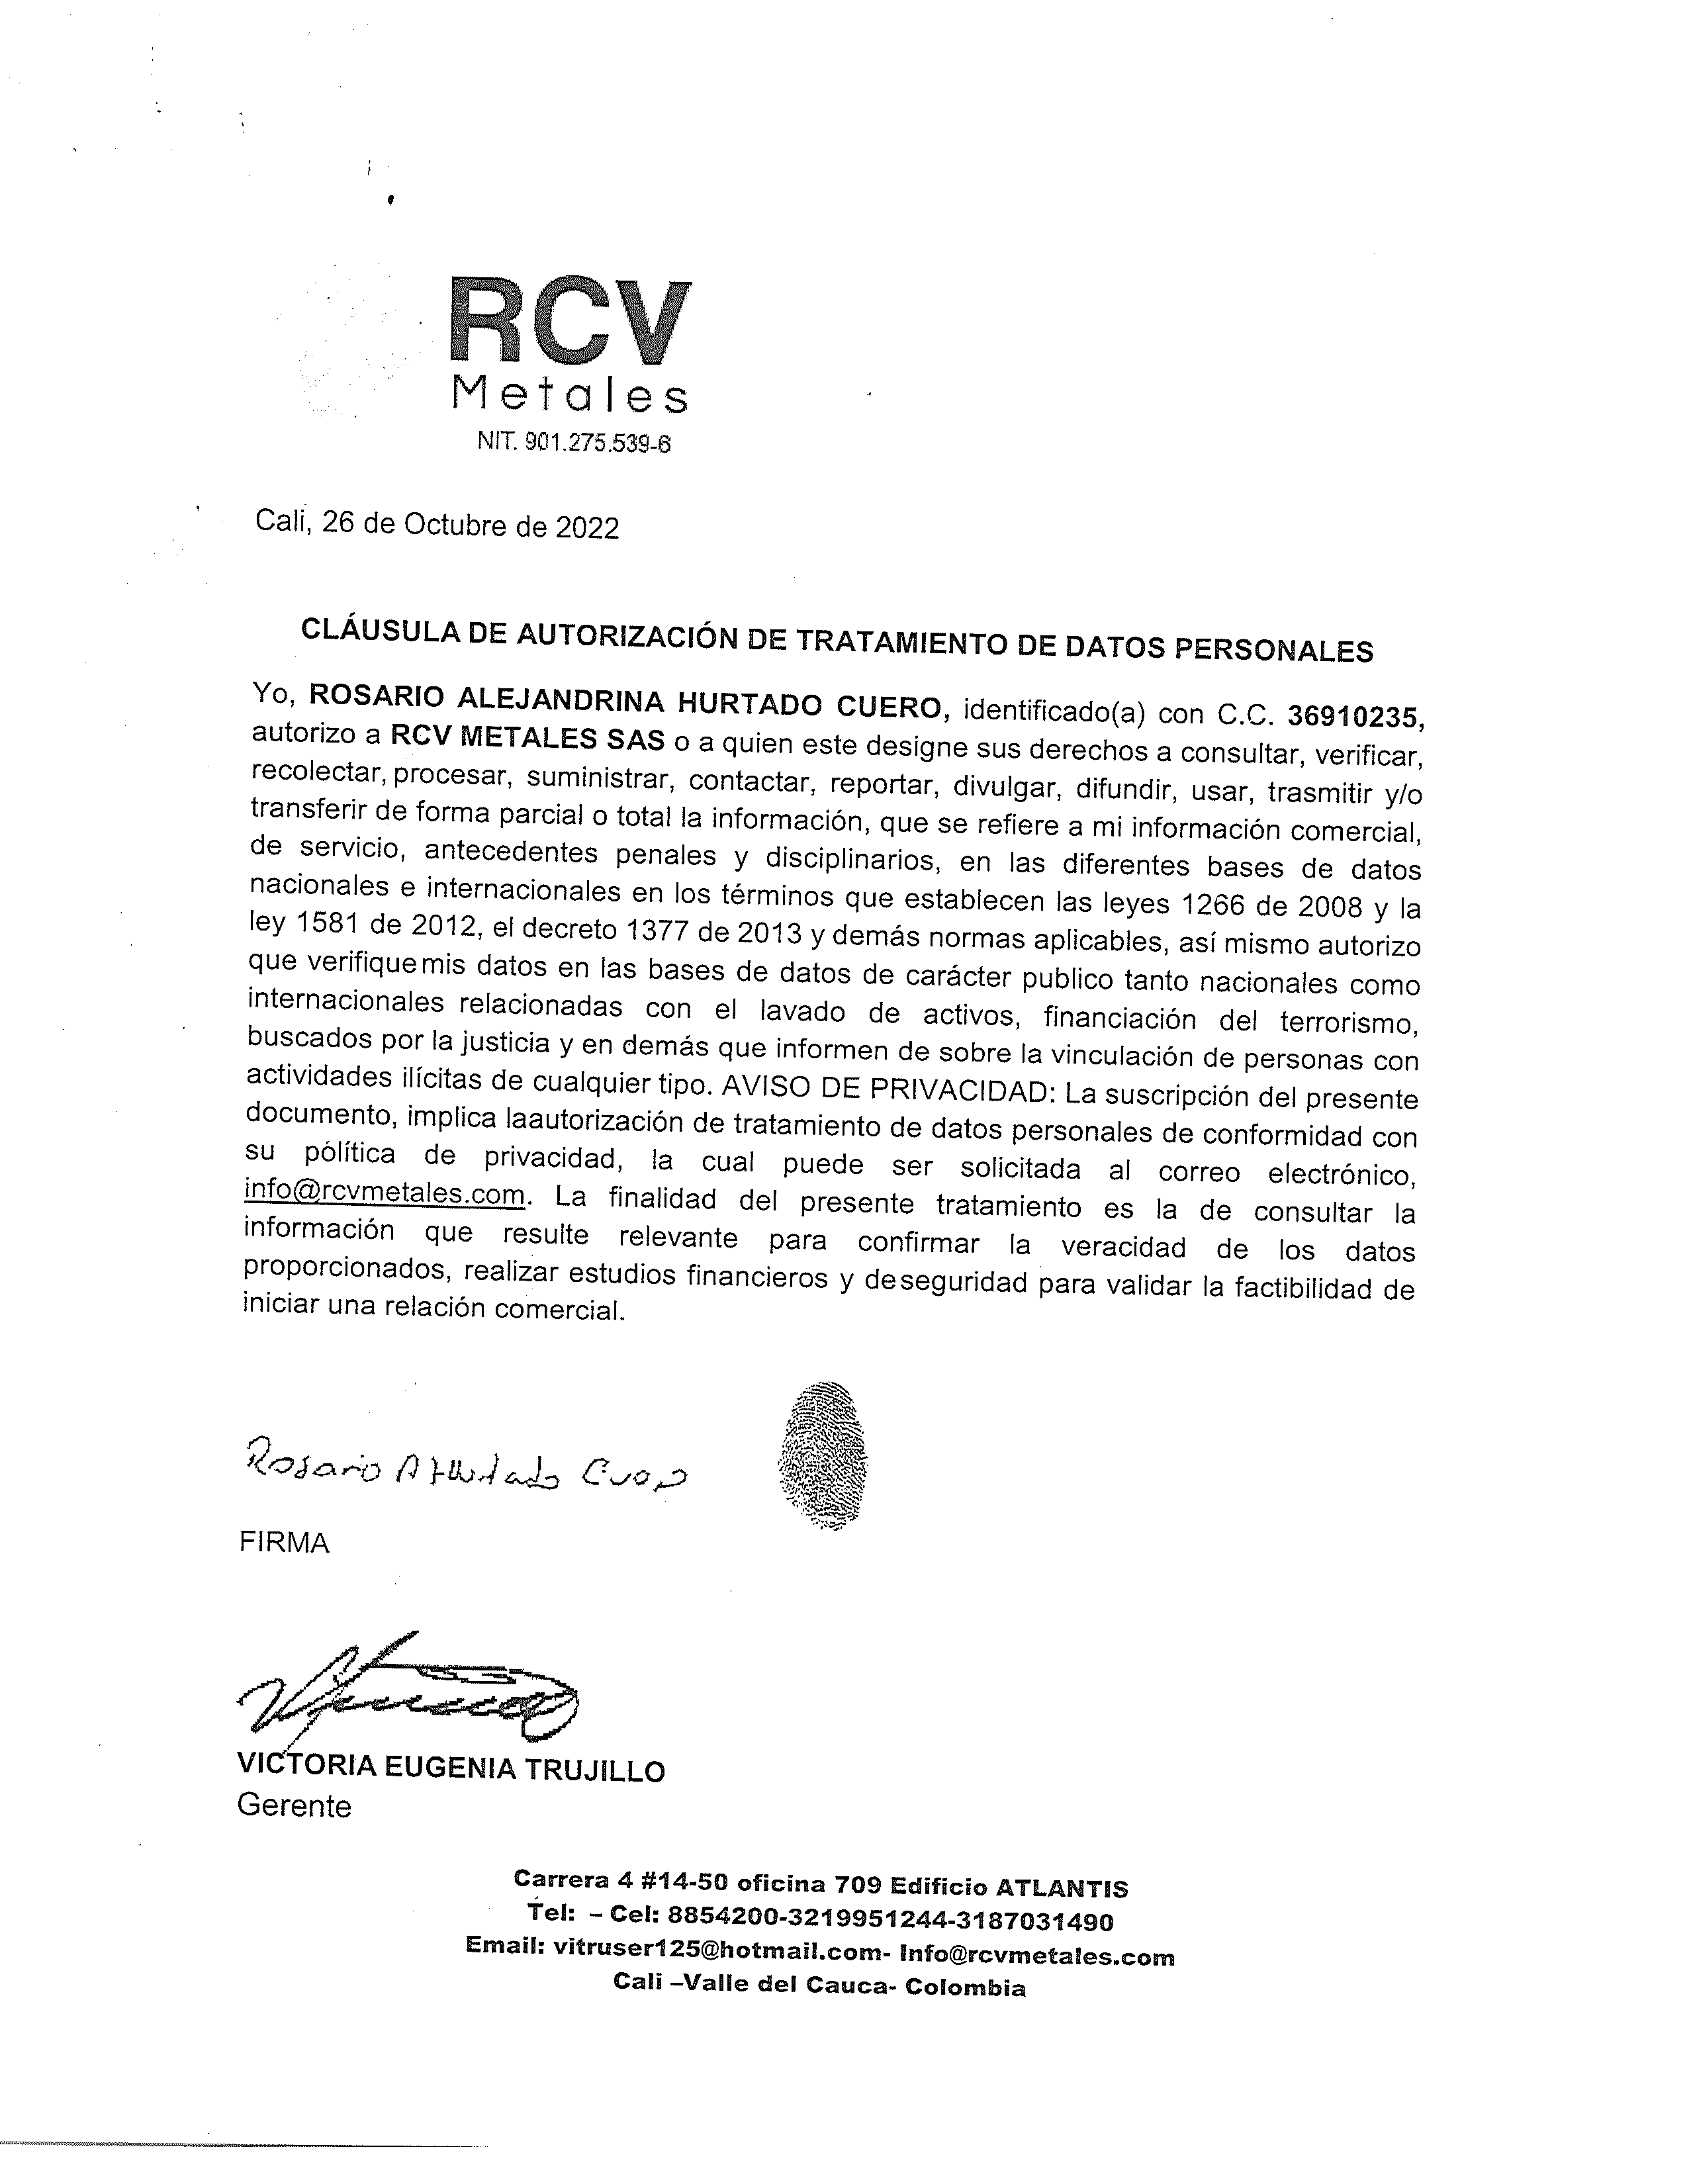 RCV
Metales
NIT. 901.275.539-6
Cali, 26 de Octubre de 2022
CLÁUSULA DE AUTORIZACIÓN DE TRATAMIENTO DE DATOS PERSONALES
Yo, ROSARIO ALEJANDRINA HURTADO CUERO, identificado(a) con C.C. 36910235,
autorizo a RCV METALES SAS o a quien este designe sus derechos a consultar, verificar,
recolectar, procesar, suministrar, contactar, reportar, divulgar, difundir, usar, trasmitir y/o
transferir de forma parcial o total la información, que se refiere a mi información comercial,
de servicio, antecedentes penales y disciplinarios, en las diferentes bases de datos
nacionales e internacionales en los términos que establecen las leyes 1266 de 2008 y la
ley 1581 de 2012, el decreto 1377 de 2013 y demás normas aplicables, así mismo autorizo
que verifique mis datos en las bases de datos de carácter publico tanto nacionales como
internacionales relacionadas con el lavado de activos, financiación del terrorismo,
buscados por la justicia y en demás que informen de sobre la vinculación de personas con
actividades ilícitas de cualquier tipo. AVISO DE PRIVACIDAD: La suscripción del presente
documento, implica laautorización de tratamiento de datos personales de conformidad con
su pólítica de privacidad, la cual puede ser solicitada al correo electrónico,
info@rcvmetales.com. La finalidad del presente tratamiento es la de consultar la
información que resulte relevante para confirmar la veracidad de los datos
proporcionados, realizar estudios financieros y de seguridad para validar la factibilidad de
iniciar una relación comercial.
Rosario A Hurtado
FIRMA
VICTORIA EUGENIA TRUJILLO
Gerente
Carrera 4 #14-50 oficina 709 Edificio ATLANTIS
Tel: – Cel: 8854200-3219951244-3187031490
Email: vitruser125@hotmail.com- Info@rcvmetales.com
Cali –Valle del Cauca- Colombia